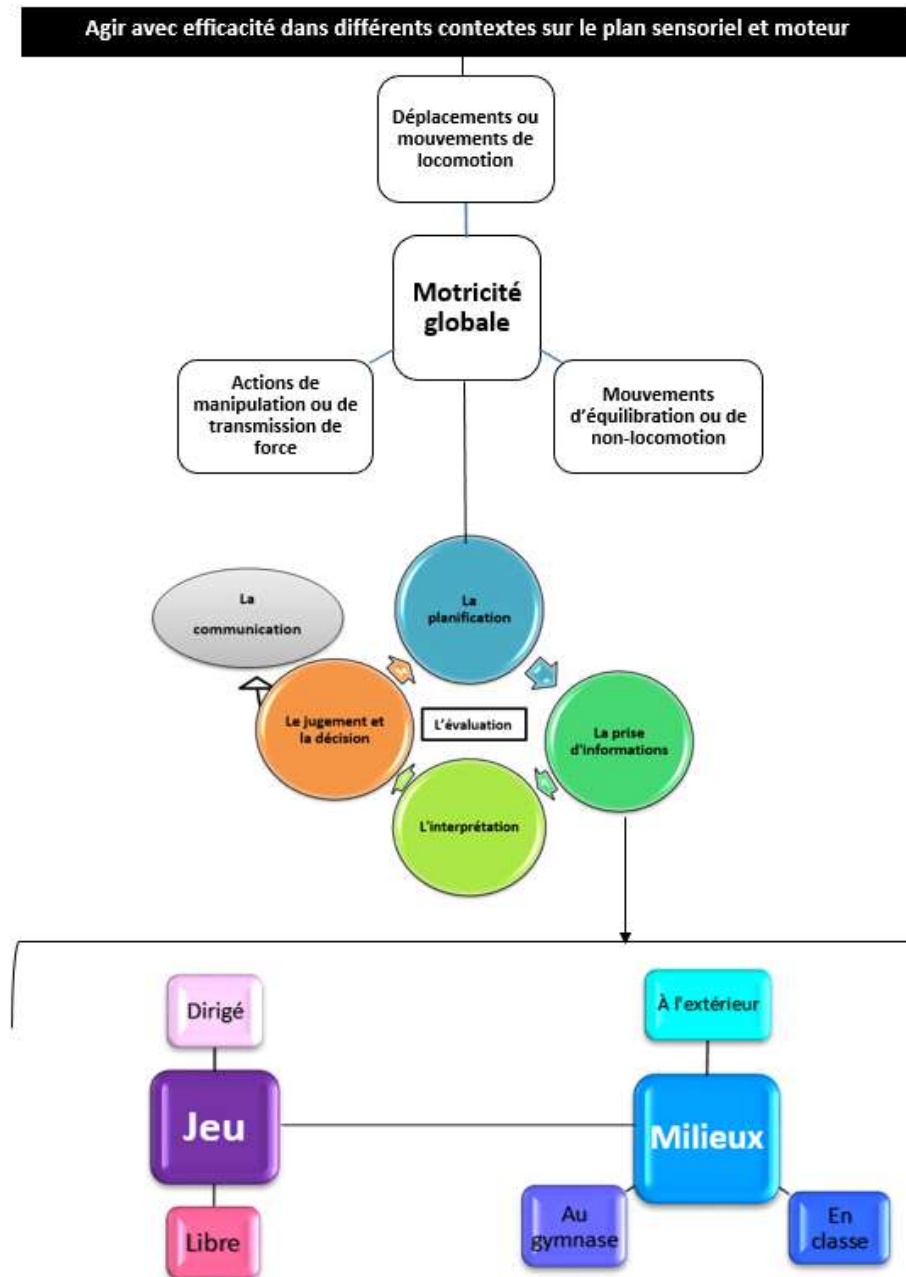 Agir avec efficacité dans différents contextes sur le plan sensoriel et moteur
Déplacements ou
mouvements de
locomotion
Motricité
globale
Actions de
manipulation ou de
transmission de
force
Mouvements
d'équilibration ou de
non-locomotion
La
planification
La
communication
Le jugement et
la décision
L'évaluation
La prise
d'informations
L'interprétation
Dirigé
À l'extérieur
Jeu
Milieux
Libre
Au
gymnase
En
classe